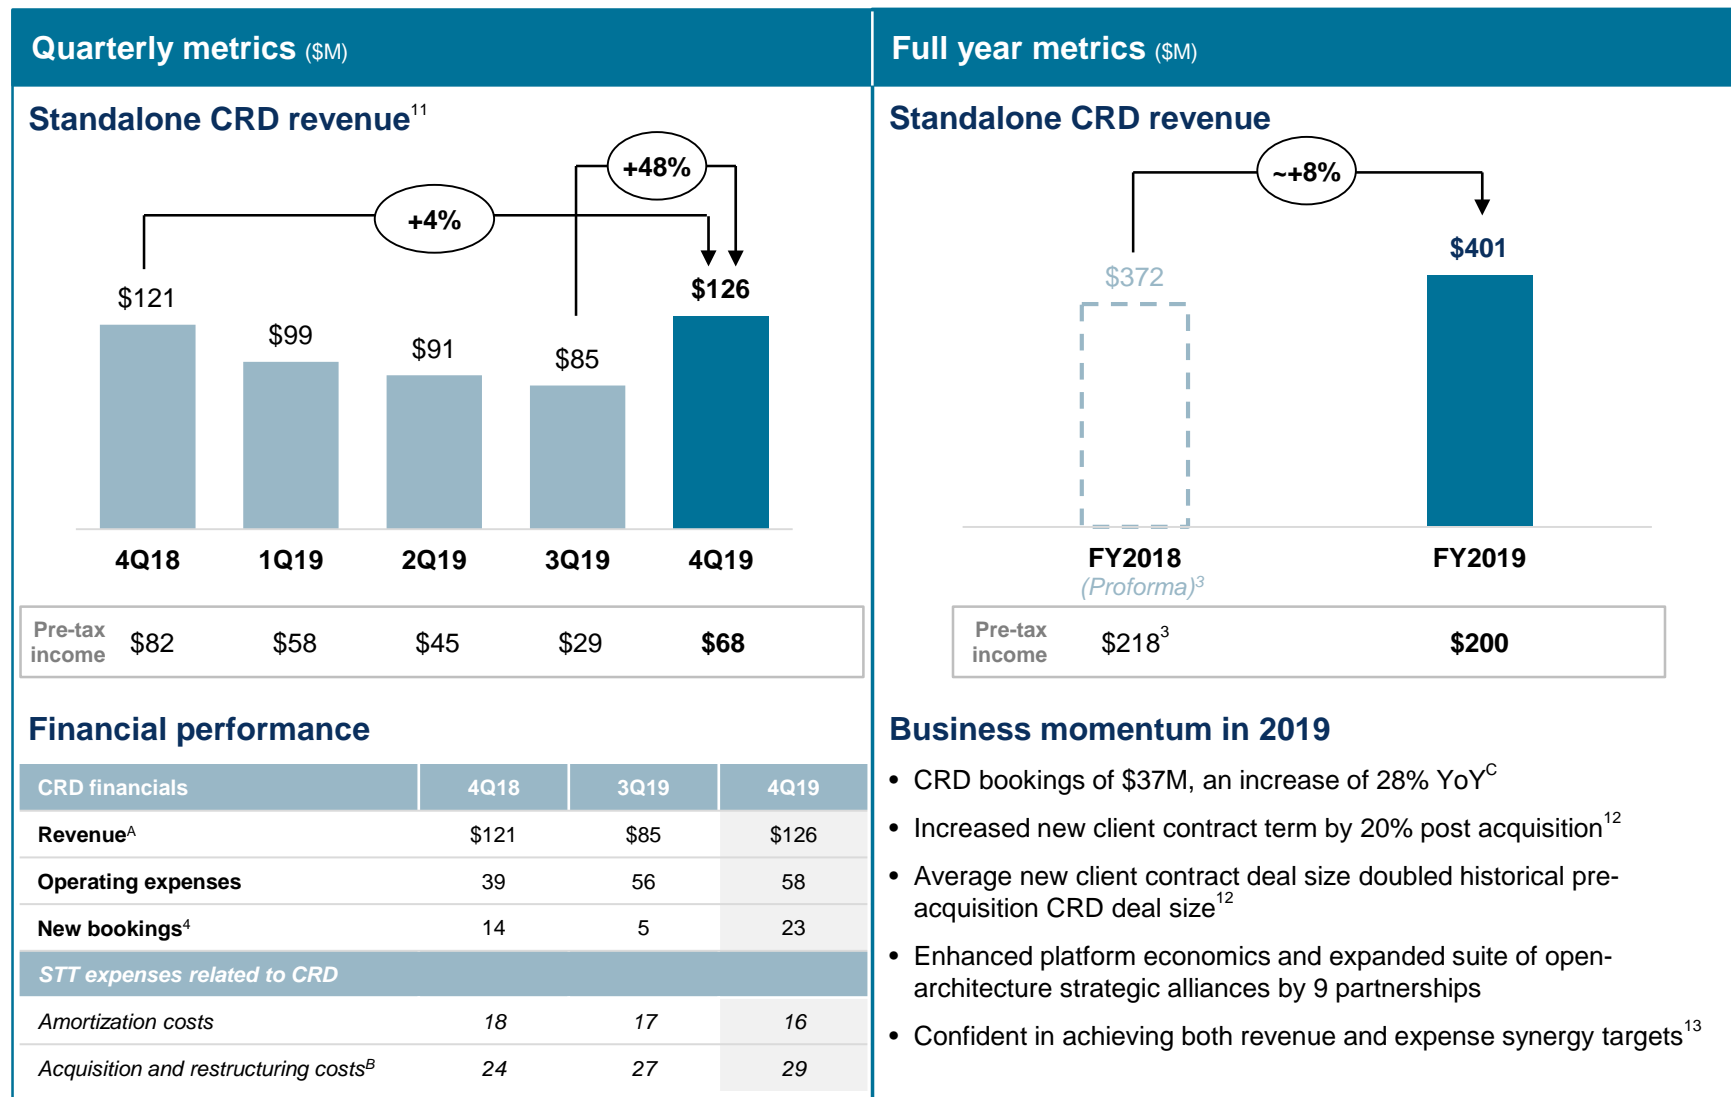 Quarterly metrics ($M)
Standalone CRD revenue11
+48%
+4%
$121
$99
$91
$85
$126
4Q18 1Q19 2Q19 3Q19 4Q19
Pre-tax income $82 $58 $45 $29 $68
Financial performance
CRD financials 4Q18 3Q19 4Q19
RevenueA $121 $85 $126
Operating expenses 39 56 58
New bookings4 14 5 23
STT expenses related to CRD
Amortization costs 18 17 16
Acquisition and restructuring costsB 24 27 29
Full year metrics ($M)
Standalone CRD revenue
~+8%
$372
$401
FY2018 FY2019
(Proforma)3
Pre-tax income $2183 $200
Business momentum in 2019
• CRD bookings of $37M, an increase of 28% YoYC
• Increased new client contract term by 20% post acquisition12
• Average new client contract deal size doubled historical pre-
acquisition CRD deal size12
• Enhanced platform economics and expanded suite of open-
architecture strategic alliances by 9 partnerships
• Confident in achieving both revenue and expense synergy targets13